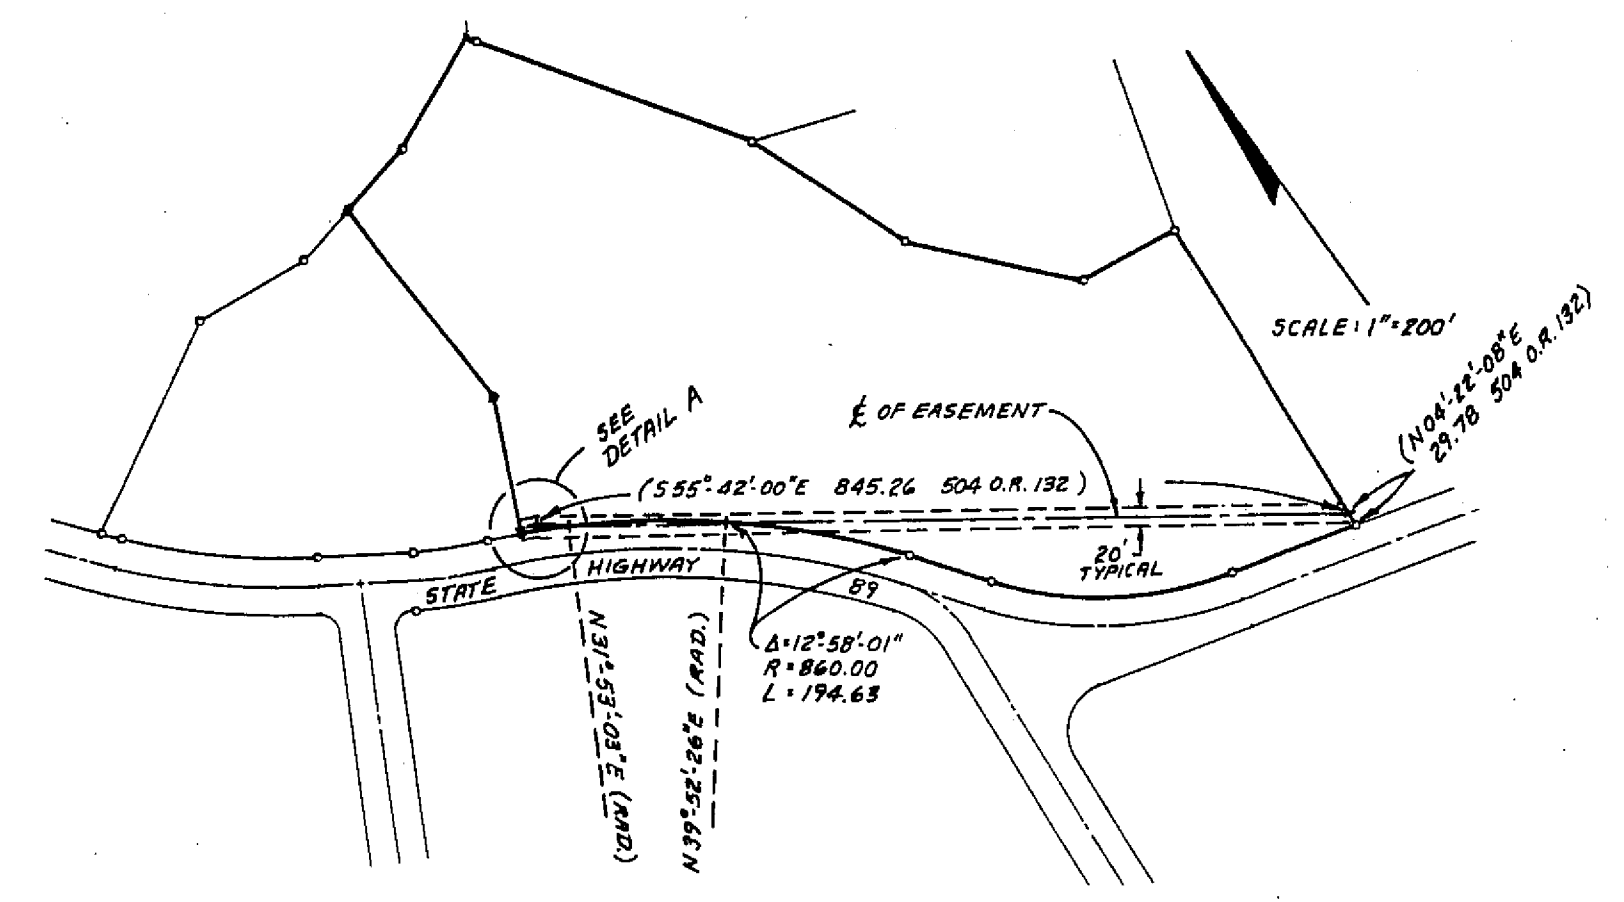 SCALE: 1"=200'
(N04'-22'-08"E
29.78 504 O.R. 132)
SEE
DETAIL A
℄ OF EASEMENT
(S55°-42'-00"E 845.26 504 O.R. 132)
20'
TYPICAL
STATE HIGHWAY 89
Δ=12°-58'-01"
R=860.00
L=194.63
N31°-53'-03"E (RAD.)
N39°-52'-26"E (RAD.)